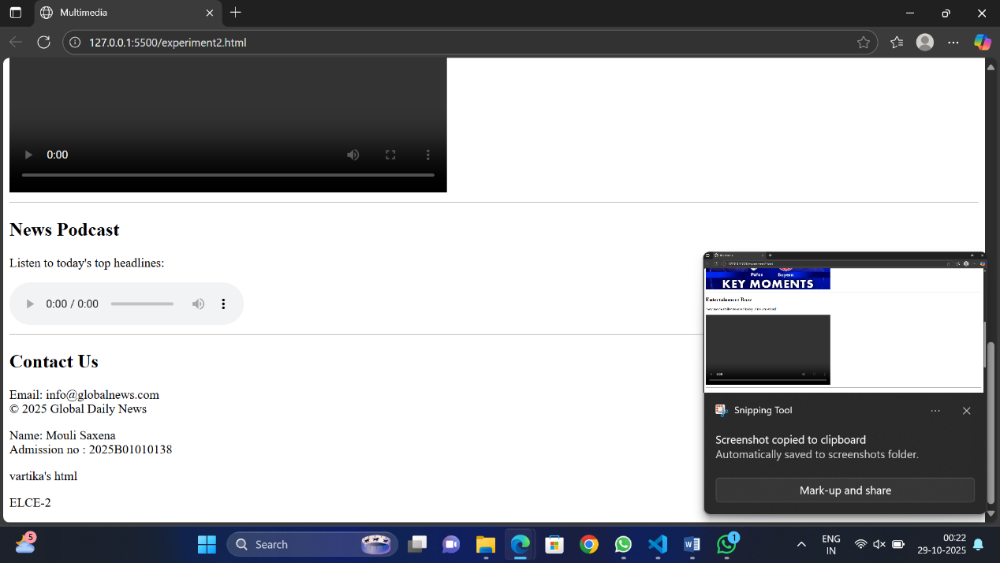 Multimedia
127.0.0.1:5500/experiment2.html
0:00
News Podcast
Listen to today's top headlines:
0:00 / 0:00
Contact Us
Email: info@globalnews.com
© 2025 Global Daily News
Name: Mouli Saxena
Admission no : 2025B01010138
vartika's html
ELCE-2
Pafos Bayern
KEY MOMENTS
Entertainment Buzz
Snipping Tool
Screenshot copied to clipboard
Automatically saved to screenshots folder.
Mark-up and share
5
Search
1
ENG
IN
00:22
29-10-2025